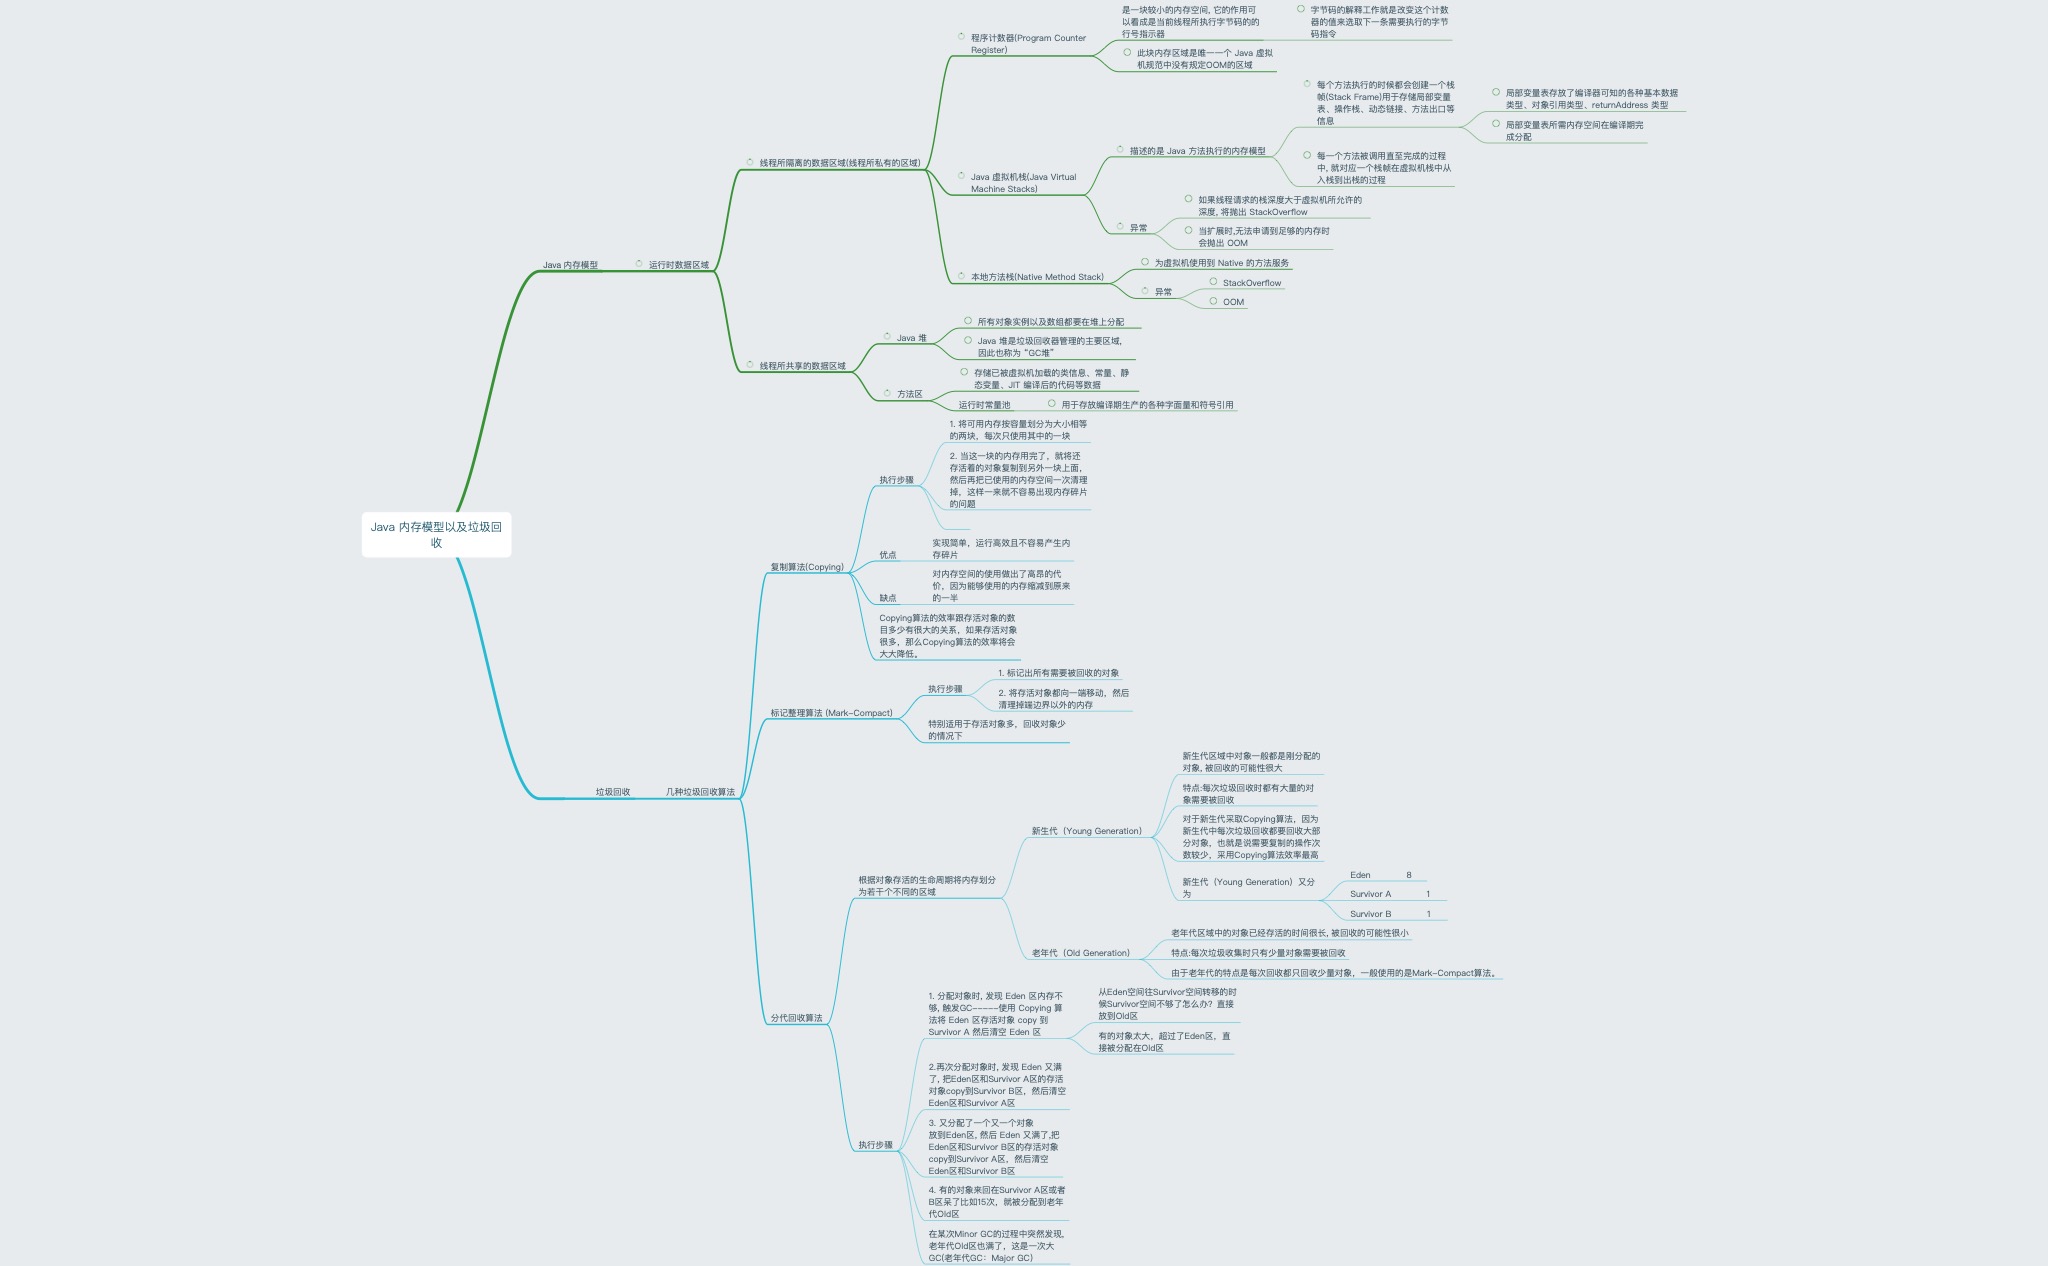 Java 内存模型以及垃圾回
收
Java 内存模型
运行时数据区域
线程所隔离的数据区域(线程所私有的区域)
程序计数器(Program Counter
Register)
是一块较小的内存空间, 它的作用可
以看成是当前线程所执行字节码的的
行号指示器
字节码的解释工作就是改变这个计数
器的值来选取下一条需要执行的字节
码指令
此块内存区域是唯一一个 Java 虚拟
机规范中没有规定OOM的区域
Java 虚拟机栈(Java Virtual
Machine Stacks)
描述的是 Java 方法执行的内存模型
每个方法执行的时候都会创建一个栈
帧(Stack Frame)用于存储局部变量
表、操作栈、动态链接、方法出口等
信息
局部变量表存放了编译器可知的各种基本数据
类型、对象引用类型、returnAddress 类型
局部变量表所需内存空间在编译期完
成分配
每一个方法被调用直至完成的过程
中, 就对应一个栈帧在虚拟机栈中从
入栈到出栈的过程
异常
如果线程请求的栈深度大于虚拟机所允许的
深度, 将抛出 StackOverflow
当扩展时,无法申请到足够的内存时
会抛出 OOM
本地方法栈(Native Method Stack)
为虚拟机使用到 Native 的方法服务
异常
StackOverflow
OOM
线程所共享的数据区域
Java 堆
所有对象实例以及数组都要在堆上分配
Java 堆是垃圾回收器管理的主要区域,
因此也称为 “GC堆”
方法区
存储已被虚拟机加载的类信息、常量、静
态变量、JIT 编译后的代码等数据
运行时常量池
用于存放编译期生产的各种字面量和符号引用
垃圾回收
几种垃圾回收算法
复制算法(Copying)
执行步骤
1. 将可用内存按容量划分为大小相等
的两块，每次只使用其中的一块
2. 当这一块的内存用完了，就将还
存活着的对象复制到另外一块上面，
然后再把已使用的内存空间一次清理
掉，这样一来就不容易出现内存碎片
的问题
优点
实现简单，运行高效且不容易产生内
存碎片
缺点
对内存空间的使用做出了高昂的代
价，因为能够使用的内存缩减到原来
的一半
Copying算法的效率跟存活对象的数
目多少有很大的关系，如果存活对象
很多，那么Copying算法的效率将会
大大降低。
标记整理算法 (Mark-Compact)
执行步骤
1. 标记出所有需要被回收的对象
2. 将存活对象都向一端移动，然后
清理掉端边界以外的内存
特别适用于存活对象多，回收对象少
的情况下
分代回收算法
根据对象存活的生命周期将内存划分
为若干个不同的区域
新生代（Young Generation）
新生代区域中对象一般都是刚分配的
对象, 被回收的可能性很大
特点:每次垃圾回收时都有大量的对
象需要被回收
对于新生代采取Copying算法，因为
新生代中每次垃圾回收都要回收大部
分对象，也就是说需要复制的操作次
数较少，采用Copying算法效率最高
新生代（Young Generation）又分
为
Eden 8
Survivor A 1
Survivor B 1
老年代（Old Generation）
老年代区域中的对象已经存活的时间很长, 被回收的可能性很小
特点:每次垃圾收集时只有少量对象需要被回收
由于老年代的特点是每次回收都只回收少量对象，一般使用的是Mark-Compact算法。
执行步骤
1. 分配对象时, 发现 Eden 区内存不
够, 触发GC-----使用 Copying 算
法将 Eden 区存活对象 copy 到
Survivor A 然后清空 Eden 区
从Eden空间往Survivor空间转移的时
候Survivor空间不够了怎么办？直接
放到Old区
有的对象太大，超过了Eden区，直
接被分配在Old区
2.再次分配对象时, 发现 Eden 又满
了, 把Eden区和Survivor A区的存活
对象copy到Survivor B区，然后清空
Eden区和Survivor A区
3. 又分配了一个又一个对象
放到Eden区, 然后 Eden 又满了,把
Eden区和Survivor B区的存活对象
copy到Survivor A区，然后清空
Eden区和Survivor B区
4. 有的对象来回在Survivor A区或者
B区呆了比如15次，就被分配到老年
代Old区
在某次Minor GC的过程中突然发现,
老年代Old区也满了，这是一次大
GC(老年代GC：Major GC)